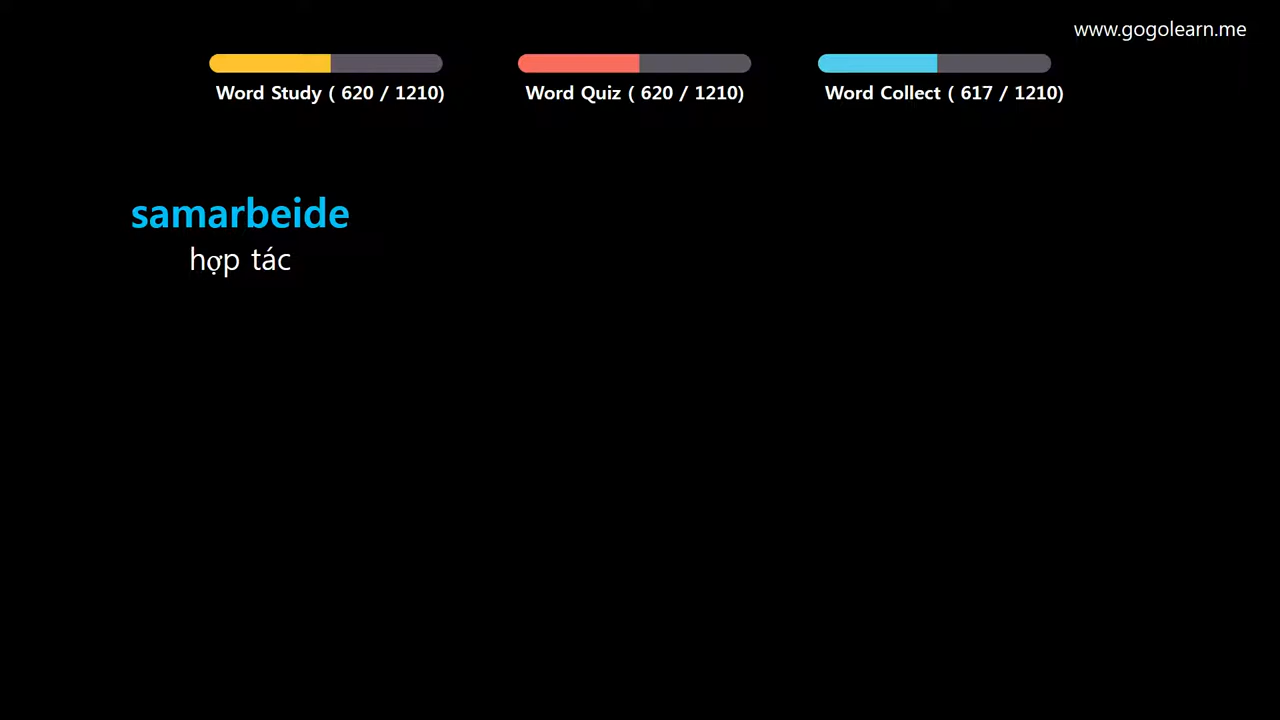 www.gogolearn.me
Word Study ( 620 / 1210)
Word Quiz ( 620 / 1210)
Word Collect ( 617 / 1210)
samarbeide
hợp tác